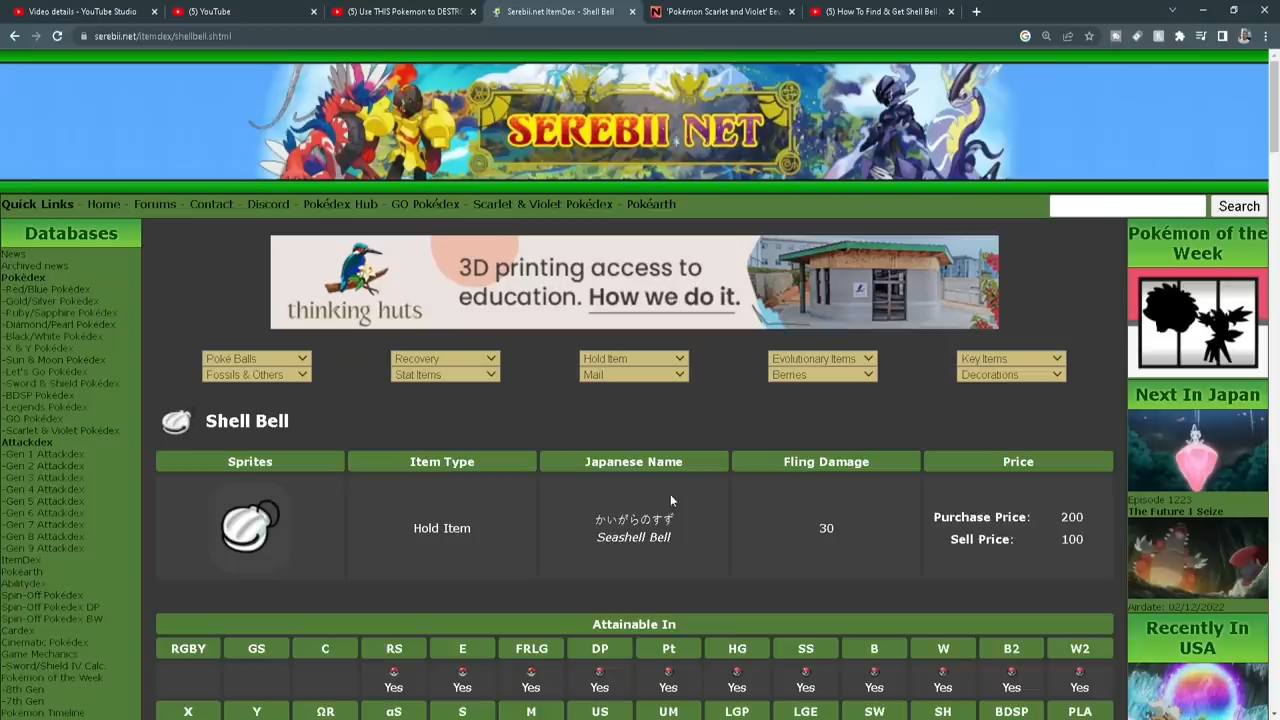 (5) Video details - YouTube Studio
(5) YouTube
(5) Use THIS Pokemon to DESTRO
Serebii.net ItemDex - Shell Bell
'Pokémon Scarlet and Violet' Ee
(5) How To Find & Get Shell Bell
serebii.net/itemdex/shellbell.shtml
SEREBII.NET
Quick Links - Home - Forums - Contact - Discord - Pokédex Hub - GO Pokédex - Scarlet & Violet Pokédex - Pokéarth
Search
Databases
News
Archived news
Pokédex
-Red/Blue Pokédex
-Gold/Silver Pokédex
-Ruby/Sapphire Pokédex
-Diamond/Pearl Pokédex
-Black/White Pokédex
-X & Y Pokédex
-Sun & Moon Pokédex
-Let's Go Pokédex
-Sword & Shield Pokédex
-BDSP Pokédex
-Legends Pokédex
-GO Pokédex
-Scarlet & Violet Pokédex
Attackdex
-Gen 1 Attackdex
-Gen 2 Attackdex
-Gen 3 Attackdex
-Gen 4 Attackdex
-Gen 5 Attackdex
-Gen 6 Attackdex
-Gen 7 Attackdex
-Gen 8 Attackdex
-Gen 9 Attackdex
ItemDex
Pokéarth
Abilitydex
Spin-Off Pokédex
Spin-Off Pokédex DP
Spin-Off Pokédex BW
Cardex
Cinematic Pokédex
Game Mechanics
-Sword/Shield IV Calc.
Pokémon of the Week
-8th Gen
-7th Gen
Pokémon Timeline
thinking huts
3D printing access to
education. How we do it.
Poké Balls
Recovery
Hold Item
Evolutionary Items
Key Items
Fossils & Others
Stat Items
Mail
Berries
Decorations
Shell Bell
Sprites
Item Type
Japanese Name
Fling Damage
Price
Hold Item
かいがらのすず
Seashell Bell
30
Purchase Price: 200
Sell Price: 100
Attainable In
RGBY GS C RS E FRLG DP Pt HG SS B W B2 W2
Yes Yes Yes Yes Yes Yes Yes Yes Yes Yes Yes
X Y ΩR αS S M US UM LGP LGE SW SH BDSP PLA
Pokémon of the
Week
Next In Japan
Episode 1223
The Future I Seize
Airdate: 02/12/2022
Recently In
USA